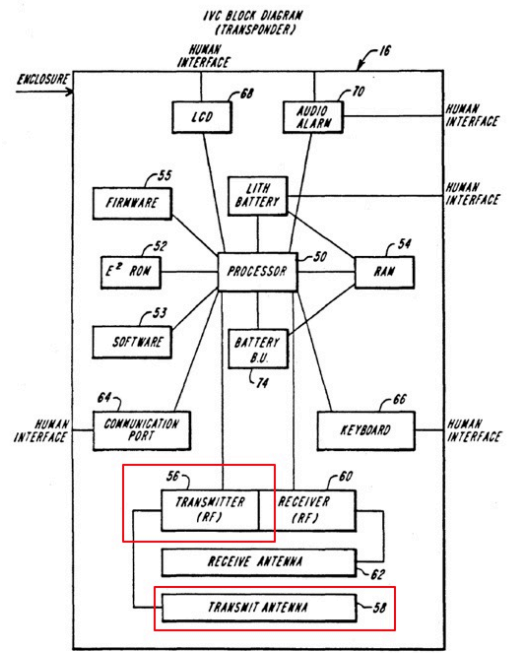 IVC BLOCK DIAGRAM
(TRANSPONDER)
HUMAN
INTERFACE
16
ENCLOSURE
68
70
LCD
AUDIO
ALARM
HUMAN
INTERFACE
55
FIRMWARE
LITH
BATTERY
HUMAN
INTERFACE
52
50
54
E² ROM
PROCESSOR
RAM
53
SOFTWARE
BATTERY
B.U.
74
64
66
HUMAN
INTERFACE
COMMUNICATION
PORT
KEYBOARD
HUMAN
INTERFACE
56
60
TRANSMITTER
(RF)
RECEIVER
(RF)
RECEIVE ANTENNA
62
TRANSMIT ANTENNA
58